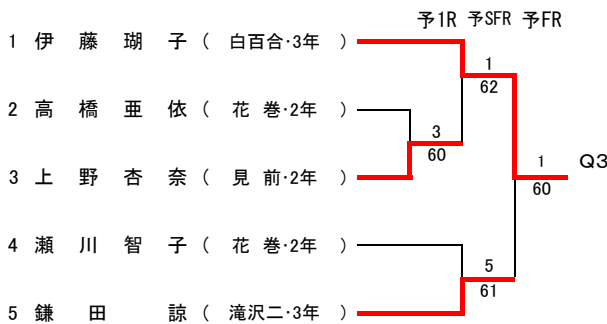 予1R 予SFR 予FR
1 伊藤瑚子 ( 白百合・3年 )
1
62
2 高橋亜依 ( 花巻・2年 )
3
60
1
60
Q3
3 上野杏奈 ( 見前・2年 )
4 瀬川智子 ( 花巻・2年 )
5
61
5 鎌田諒 ( 滝沢二・3年 )